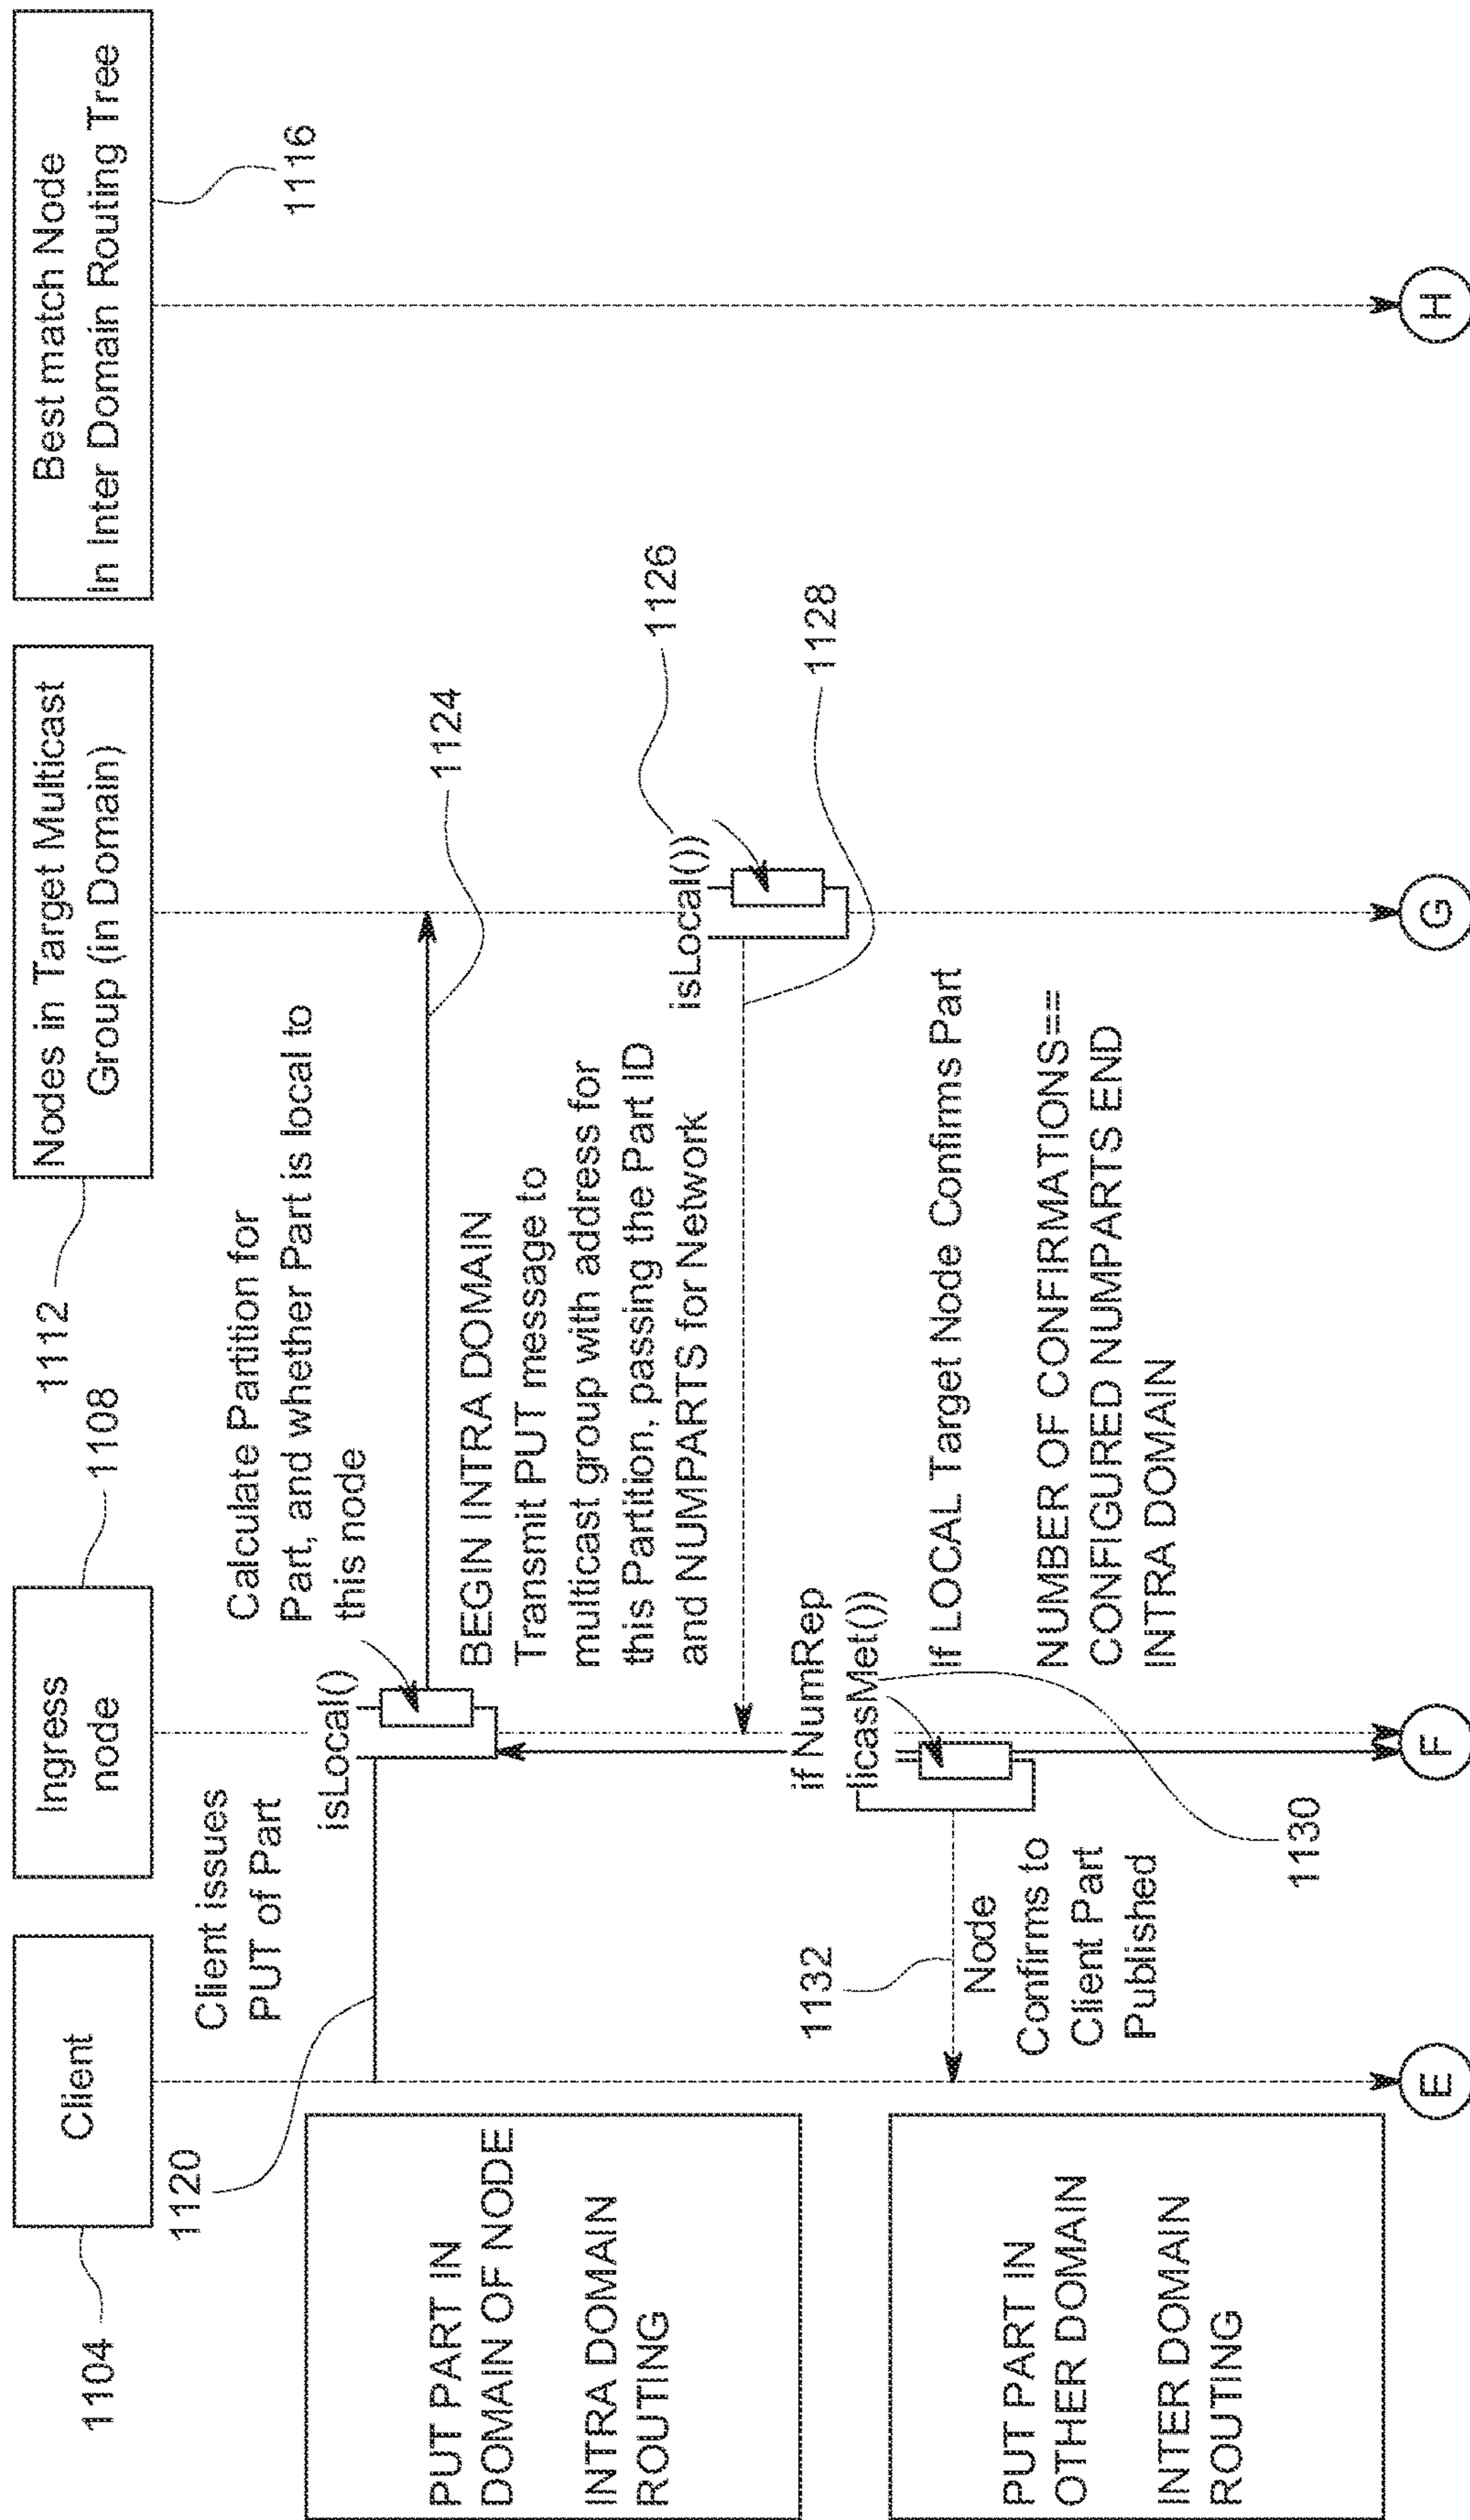 Client
Ingress
node
Nodes in Target Multicast
Group (in Domain)
Best match Node
In Inter Domain Routing Tree
1104
1108
1112
1116
1120
Client issues
PUT of Part
isLocal()
Calculate Partition for
Part, and whether Part is local to
this node
1124
PUT PART IN
DOMAIN OF NODE
INTRA DOMAIN
ROUTING
BEGIN INTRA DOMAIN
Transmit PUT message to
multicast group with address for
this Partition, passing the Part ID
and NUMPARTS for Network
isLocal())
1126
1128
if NumRep
licasMet())
if LOCAL Target Node Confirms Part
1132
Node
Confirms to
Client Part
Published
NUMBER OF CONFIRMATIONS==
CONFIGURED NUMPARTS END
INTRA DOMAIN
1130
PUT PART IN
OTHER DOMAIN
INTER DOMAIN
ROUTING
E
F
G
H